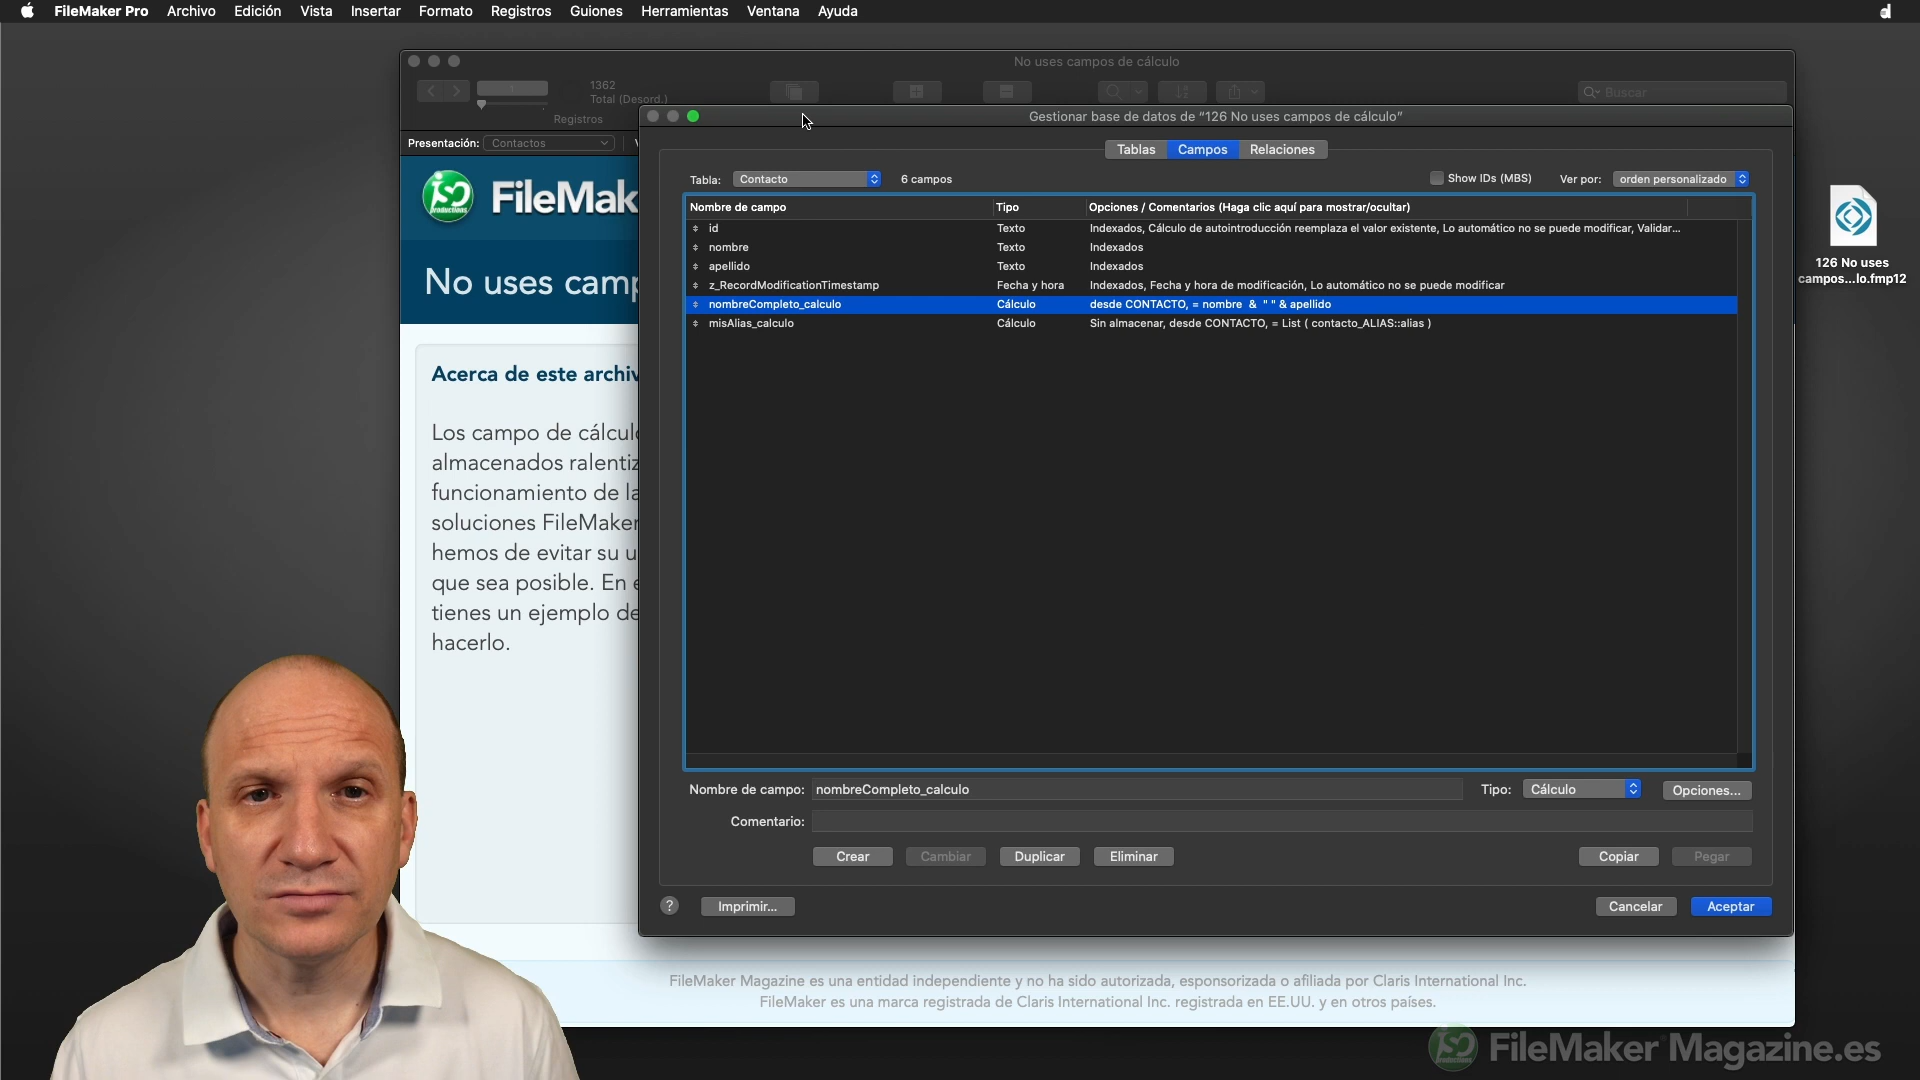 FileMaker Pro Archivo Edición Vista Insertar Formato Registros Guiones Herramientas Ventana Ayuda
No uses campos de cálculo
1
1362
Total (Desord.)
Registros
Buscar
Presentación: Contactos
Gestionar base de datos de "126 No uses campos de cálculo"
Tablas Campos Relaciones
Tabla: Contacto 6 campos Show IDs (MBS) Ver por: orden personalizado
Nombre de campo Tipo Opciones / Comentarios (Haga clic aquí para mostrar/ocultar)
id Texto Indexados, Cálculo de autointroducción reemplaza el valor existente, Lo automático no se puede modificar, Validar...
nombre Texto Indexados
apellido Texto Indexados
z_RecordModificationTimestamp Fecha y hora Indexados, Fecha y hora de modificación, Lo automático no se puede modificar
nombreCompleto_calculo Cálculo desde CONTACTO, = nombre & " " & apellido
misAlias_calculo Cálculo Sin almacenar, desde CONTACTO, = List ( contacto_ALIAS::alias )
Nombre de campo: nombreCompleto_calculo Tipo: Cálculo Opciones...
Comentario:
Crear Cambiar Duplicar Eliminar Copiar Pegar
? Imprimir... Cancelar Aceptar
126 No uses
campos...lo.fmp12
jso
productions
FileMak
No uses camp
Acerca de este archiv
Los campo de cálculo
almacenados ralentiz
funcionamiento de la
soluciones FileMaker
hemos de evitar su u
que sea posible. En e
tienes un ejemplo de
hacerlo.
FileMaker Magazine es una entidad independiente y no ha sido autorizada, esponsorizada o afiliada por Claris International Inc.
FileMaker es una marca registrada de Claris International Inc. registrada en EE.UU. y en otros países.
jso
FileMaker Magazine.es